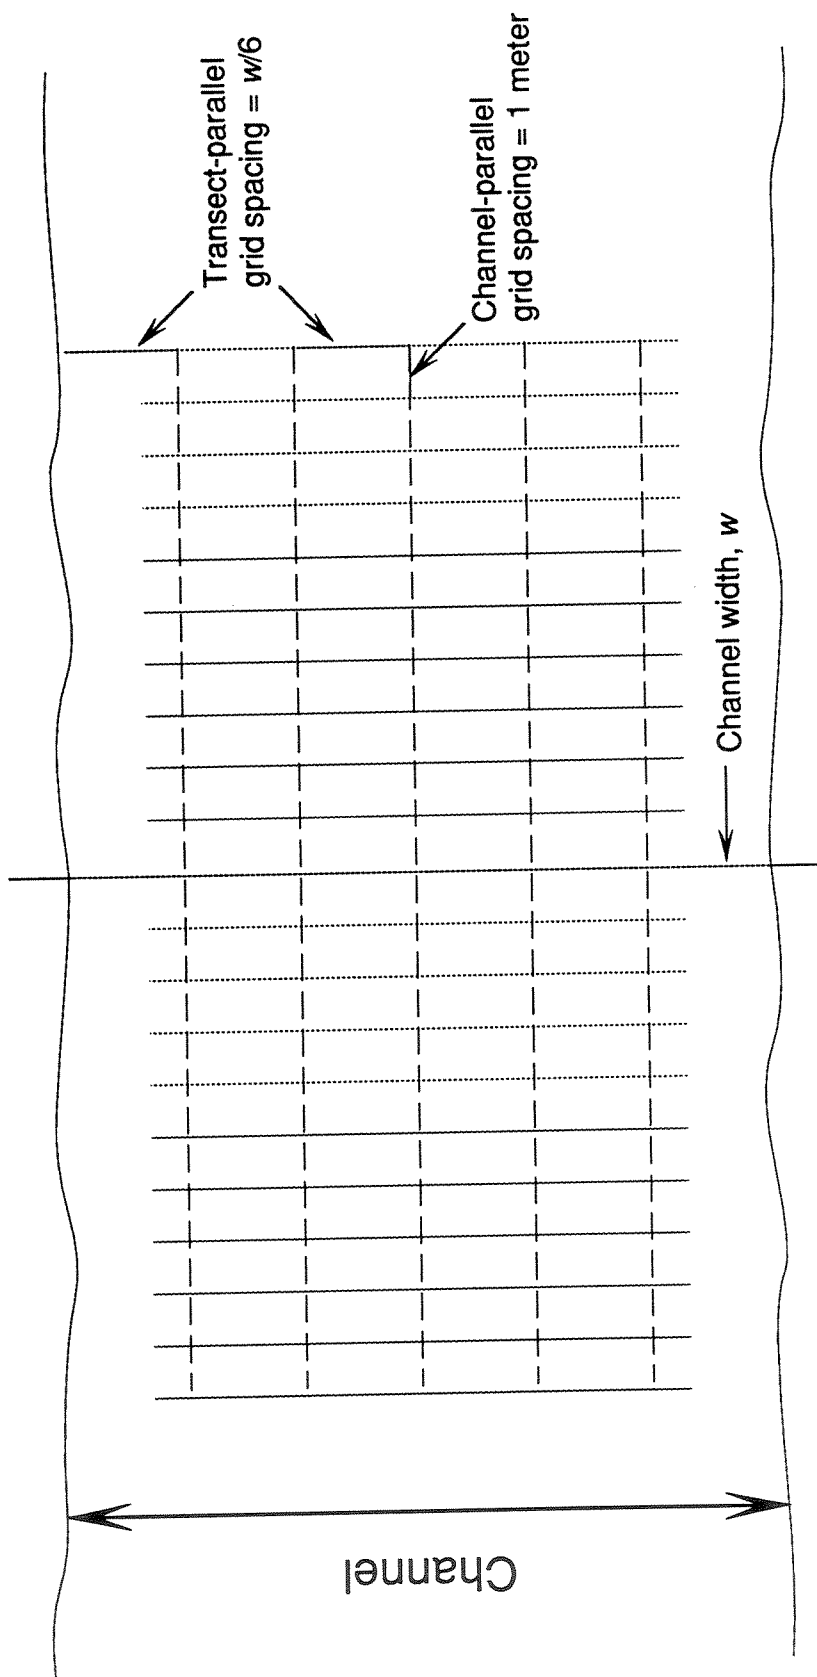 Transect-parallel
grid spacing = w/6
Channel-parallel
grid spacing = 1 meter
Channel width, w
Channel